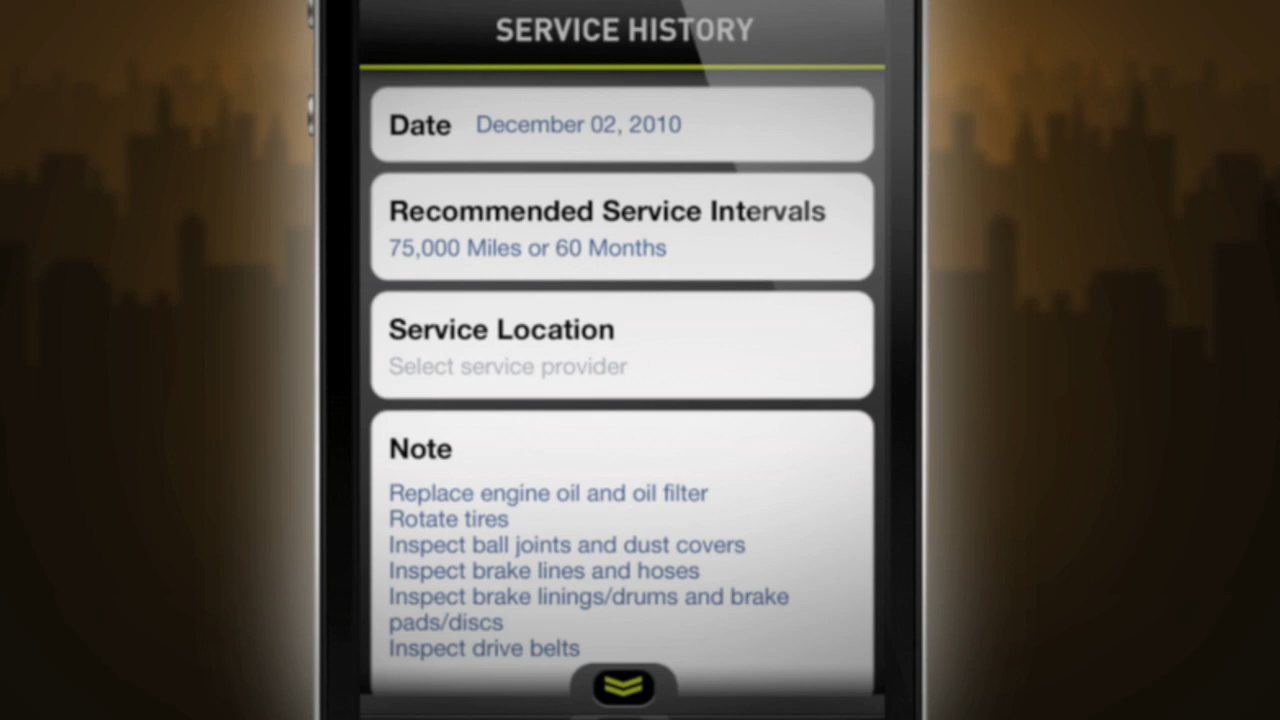 SERVICE HISTORY
Date December 02, 2010
Recommended Service Intervals
75,000 Miles or 60 Months
Service Location
Select service provider
Note
Replace engine oil and oil filter
Rotate tires
Inspect ball joints and dust covers
Inspect brake lines and hoses
Inspect brake linings/drums and brake
pads/discs
Inspect drive belts